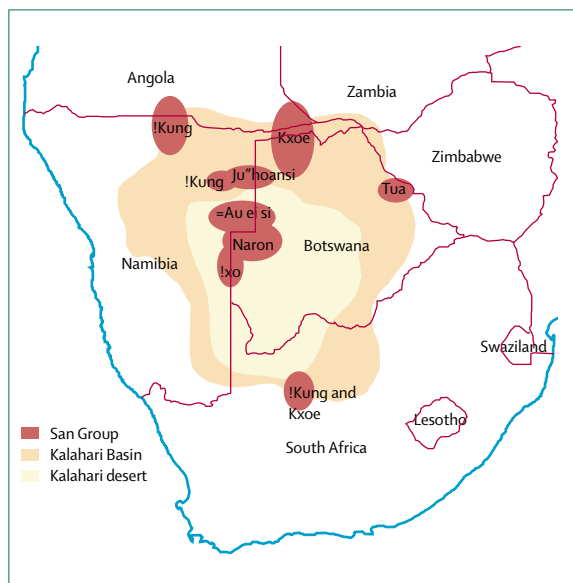 Angola
Zambia
!Kung
Kxoe
Zimbabwe
!Kung
Ju"hoansi
Tua
=Au ei si
Naron
Botswana
Namibia
!xo
Swaziland
!Kung and
Kxoe
Lesotho
South Africa
San Group
Kalahari Basin
Kalahari desert